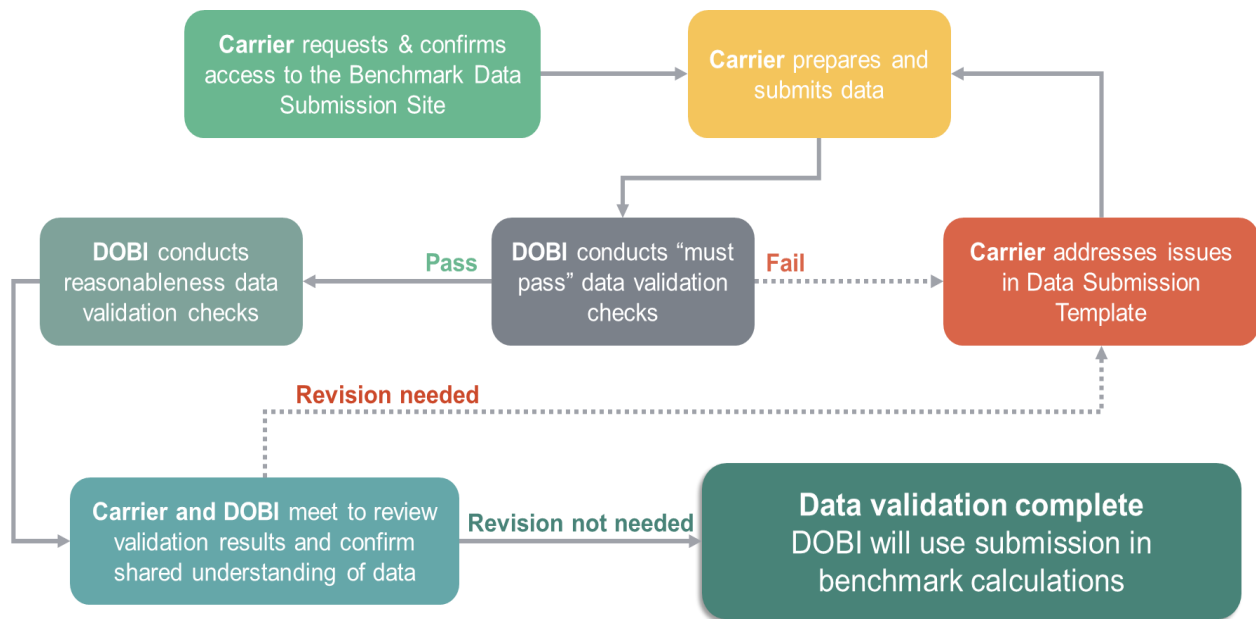 Carrier requests & confirms
access to the Benchmark Data
Submission Site
Carrier prepares and
submits data
DOBI conducts
reasonableness data
validation checks
Pass
DOBI conducts “must
pass” data validation
checks
Fail
Carrier addresses issues
in Data Submission
Template
Revision needed
Carrier and DOBI meet to review
validation results and confirm
shared understanding of data
Revision not needed
Data validation complete
DOBI will use submission in
benchmark calculations